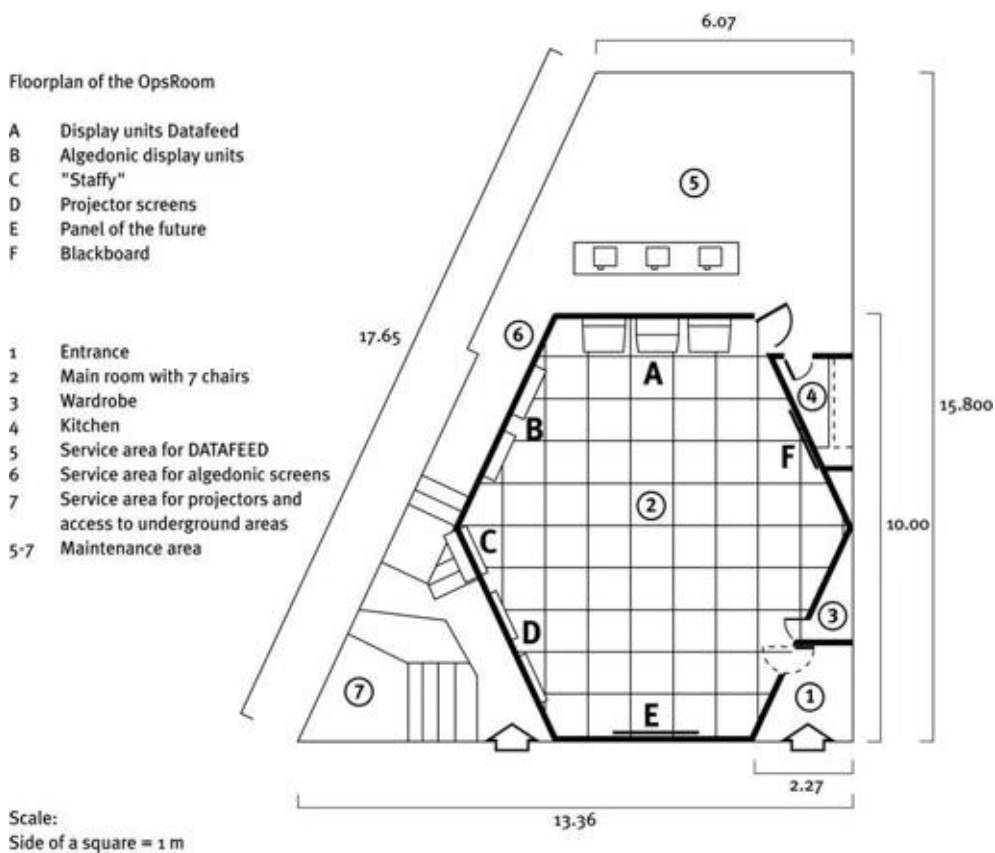 6.07
Floorplan of the OpsRoom
A Display units Datafeed
B Algedonic display units
C "Staffy"
D Projector screens
E Panel of the future
F Blackboard
1 Entrance
2 Main room with 7 chairs
3 Wardrobe
4 Kitchen
5 Service area for DATAFEED
6 Service area for algedonic screens
7 Service area for projectors and
access to underground areas
5-7 Maintenance area
5
17.65
6
A
4
15.800
B
F
2
10.00
C
3
D
7
1
E
2.27
13.36
Scale:
Side of a square = 1 m